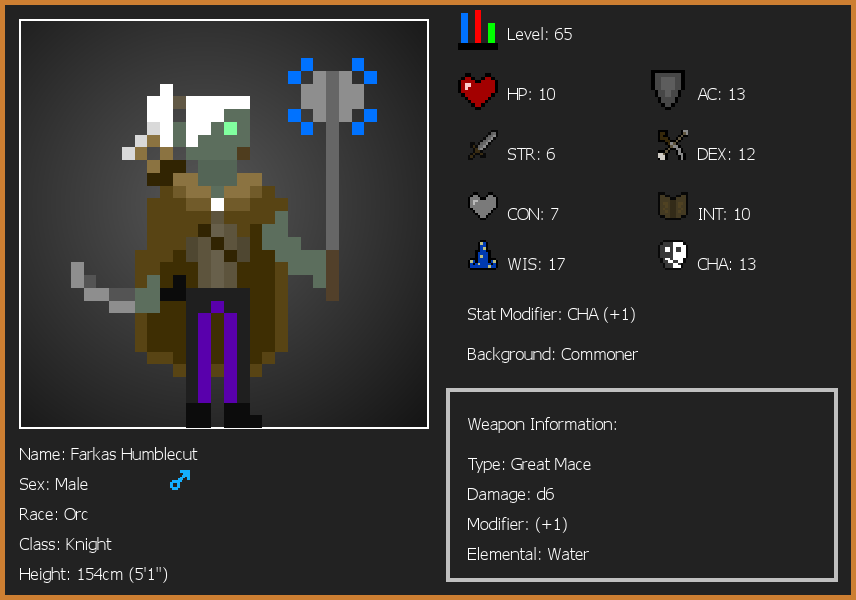 Level: 65
HP: 10
AC: 13
STR: 6
DEX: 12
CON: 7
INT: 10
WIS: 17
CHA: 13
Stat Modifier: CHA (+1)
Background: Commoner
Weapon Information:
Type: Great Mace
Damage: d6
Modifier: (+1)
Elemental: Water
Name: Farkas Humblecut
Sex: Male
Race: Orc
Class: Knight
Height: 154cm (5'1")